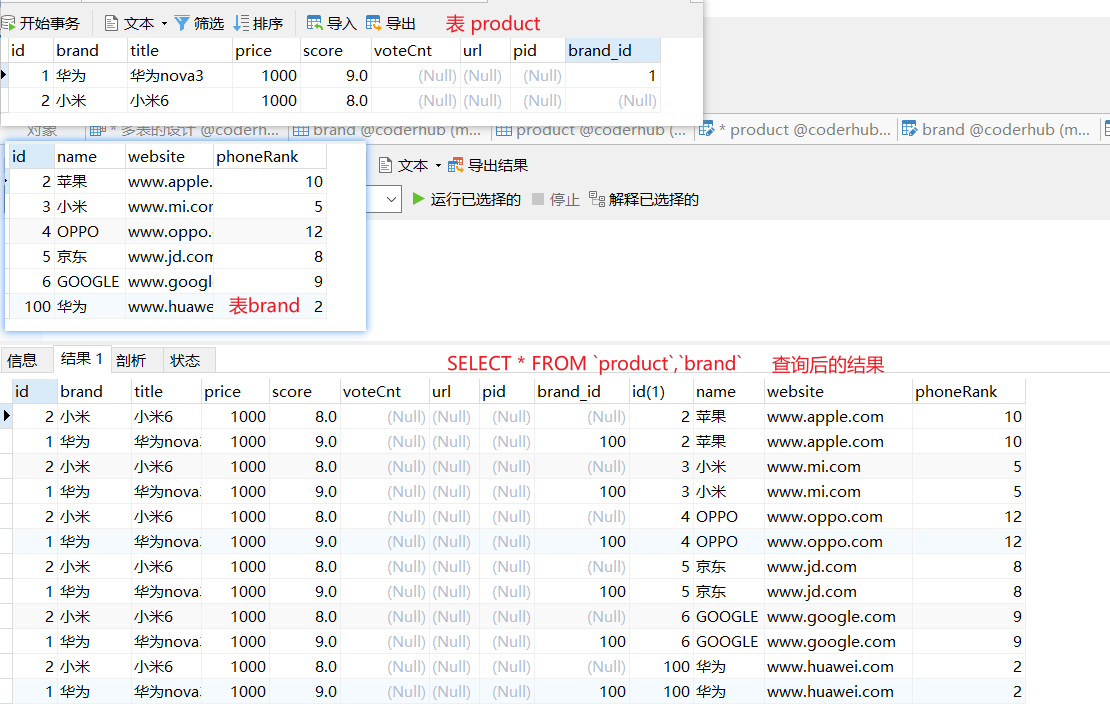 开始事务 文本 筛选 排序 导入 导出 表 product
id brand title price score voteCnt url pid brand_id
1 华为 华为nova3 1000 9.0 (Null) (Null) (Null) 1
2 小米 小米6 1000 8.0 (Null) (Null) (Null) (Null)
对象 * 多表的设计 @coderh... brand @coderhub (m... product @coderhub (... * product @coderhub... brand @coderhub (m...
id name website phoneRank
文本 导出结果
2 苹果 www.apple. 10
运行已选择的 停止 解释已选择的
3 小米 www.mi.cor 5
4 OPPO www.oppo. 12
5 京东 www.jd.com 8
6 GOOGLE www.googl 9
100 华为 www.huawe 表brand 2
信息 结果 1 剖析 状态
SELECT * FROM `product`,`brand` 查询后的结果
id brand title price score voteCnt url pid brand_id id(1) name website phoneRank
2 小米 小米6 1000 8.0 (Null) (Null) (Null) (Null) 2 苹果 www.apple.com 10
1 华为 华为nova3 1000 9.0 (Null) (Null) (Null) 100 2 苹果 www.apple.com 10
2 小米 小米6 1000 8.0 (Null) (Null) (Null) (Null) 3 小米 www.mi.com 5
1 华为 华为nova3 1000 9.0 (Null) (Null) (Null) 100 3 小米 www.mi.com 5
2 小米 小米6 1000 8.0 (Null) (Null) (Null) (Null) 4 OPPO www.oppo.com 12
1 华为 华为nova3 1000 9.0 (Null) (Null) (Null) 100 4 OPPO www.oppo.com 12
2 小米 小米6 1000 8.0 (Null) (Null) (Null) (Null) 5 京东 www.jd.com 8
1 华为 华为nova3 1000 9.0 (Null) (Null) (Null) 100 5 京东 www.jd.com 8
2 小米 小米6 1000 8.0 (Null) (Null) (Null) (Null) 6 GOOGLE www.google.com 9
1 华为 华为nova3 1000 9.0 (Null) (Null) (Null) 100 6 GOOGLE www.google.com 9
2 小米 小米6 1000 8.0 (Null) (Null) (Null) (Null) 100 华为 www.huawei.com 2
1 华为 华为nova3 1000 9.0 (Null) (Null) (Null) 100 100 华为 www.huawei.com 2